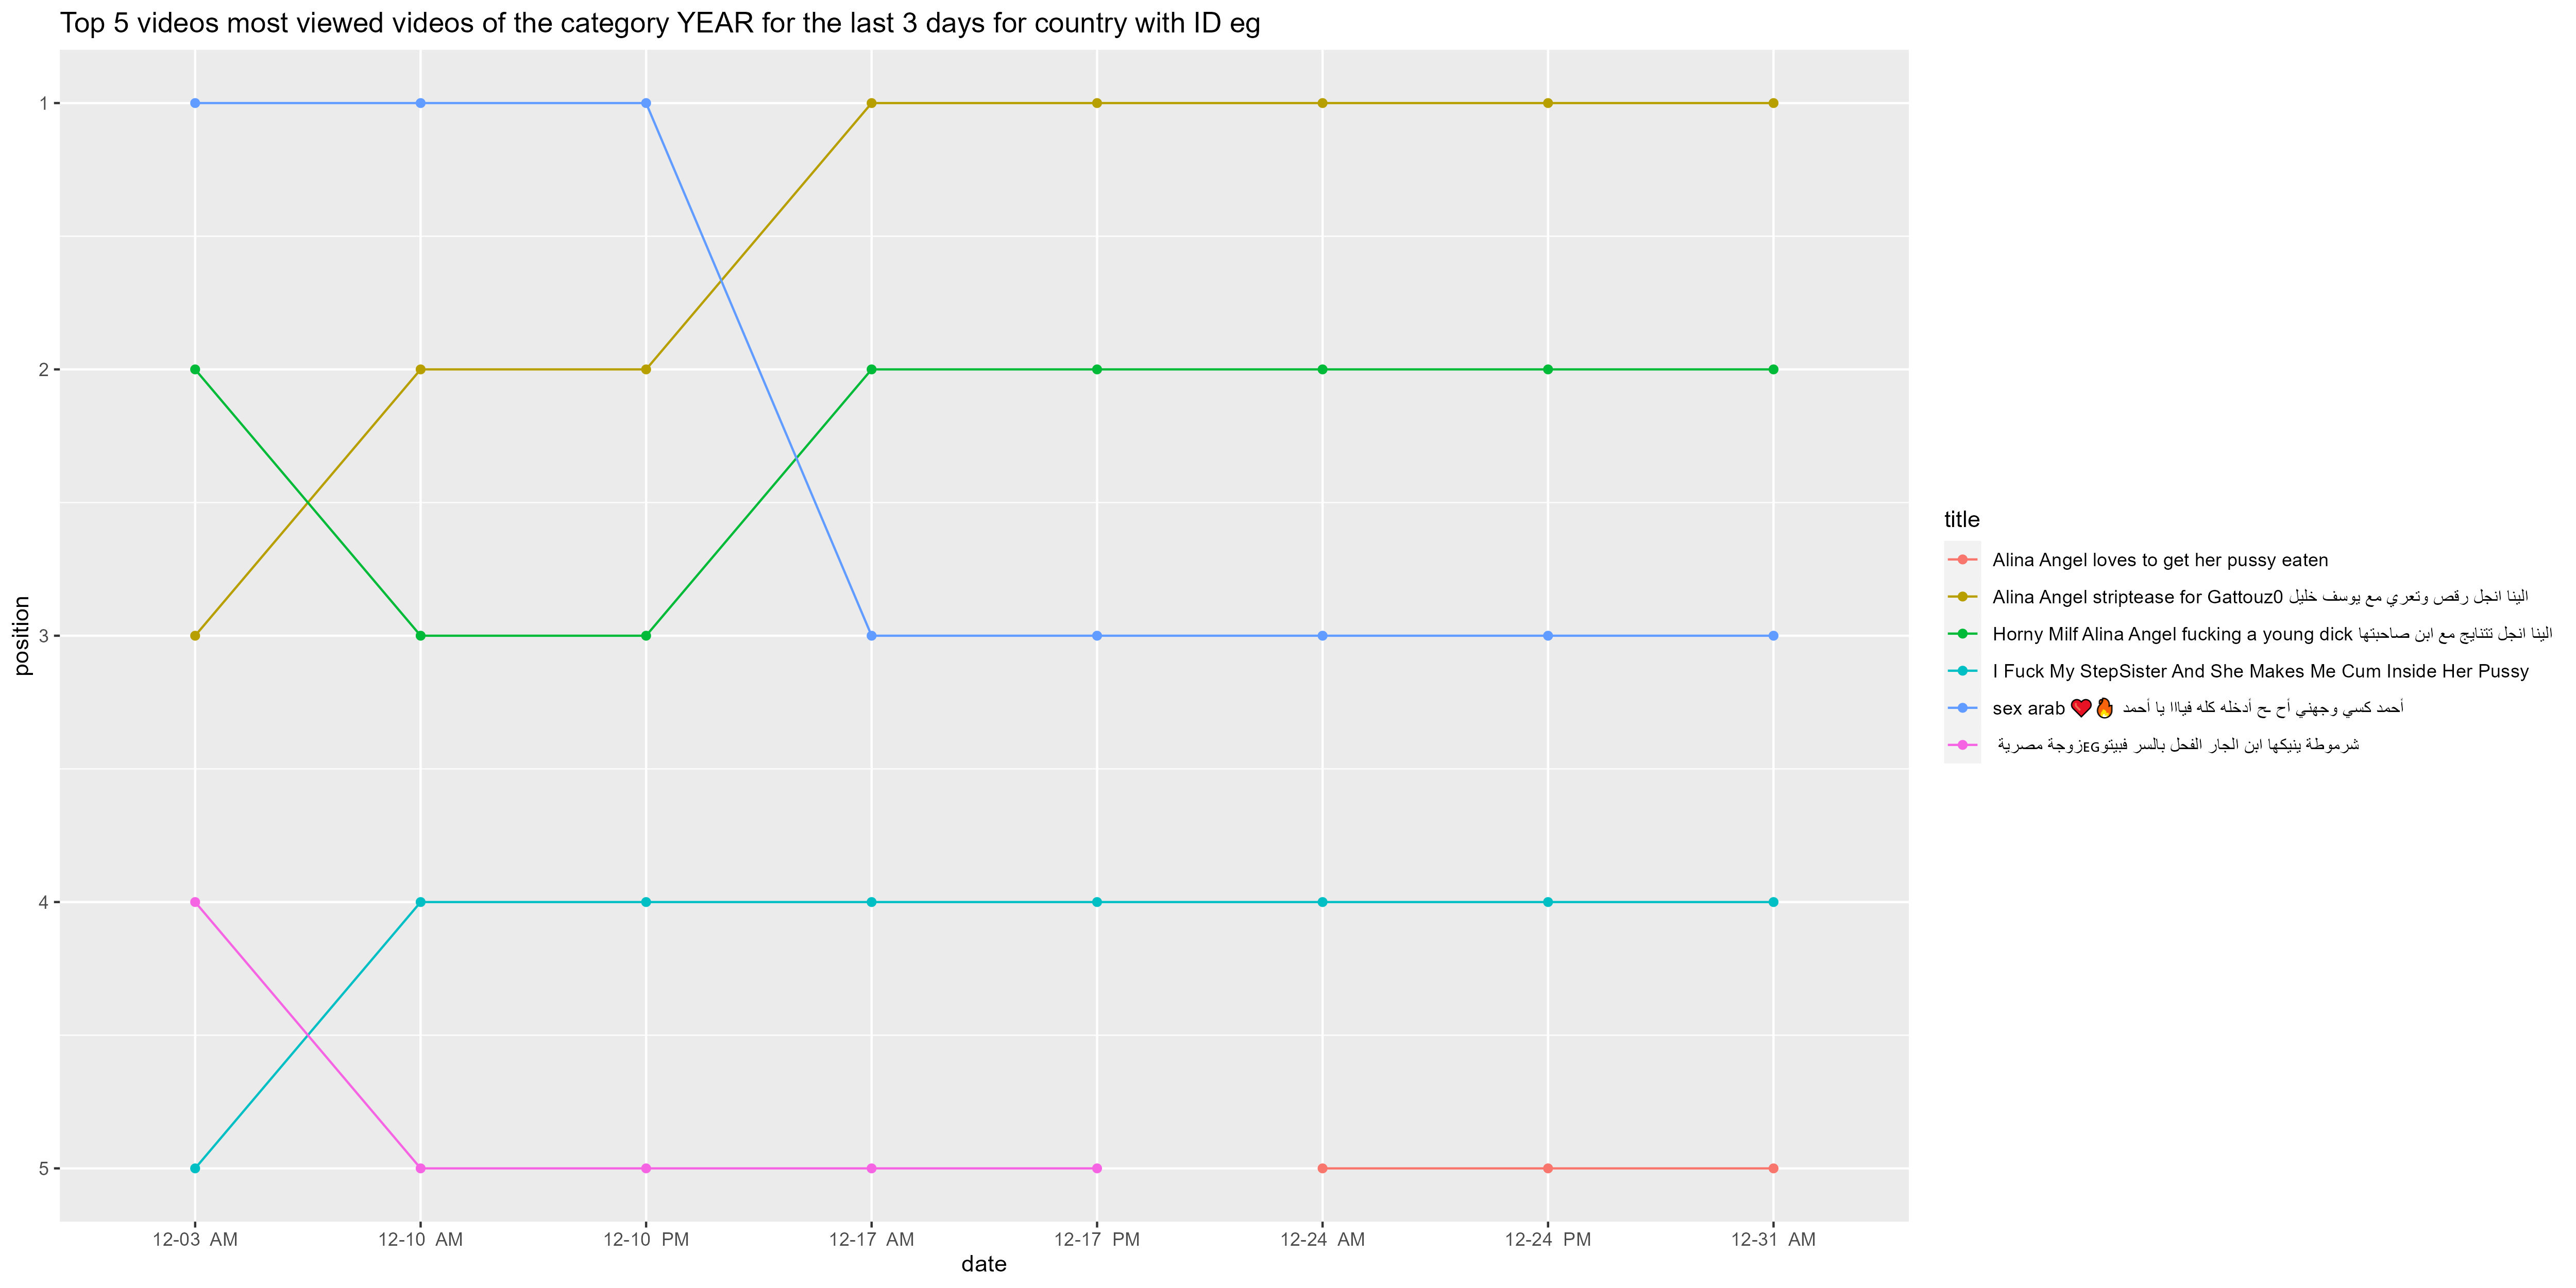 Top 5 videos most viewed videos of the category YEAR for the last 3 days for country with ID eg
position
1
2
3
4
5
12-03 AM
12-10 AM
12-10 PM
12-17 AM
12-17 PM
12-24 AM
12-24 PM
12-31 AM
date
title
Alina Angel loves to get her pussy eaten
Alina Angel striptease for Gattouz0 الينا انجل رقص وتعري مع يوسف خليل
Horny Milf Alina Angel fucking a young dick الينا انجل تتنايج مع ابن صاحبتها
I Fuck My StepSister And She Makes Me Cum Inside Her Pussy
sex arab ❤️🔥 أحمد كسي وجهني أح ـح أدخله كله فيااا يا أحمد
زوجة مصريةEGشرموطة ينيكها ابن الجار الفحل بالسر فبيتو